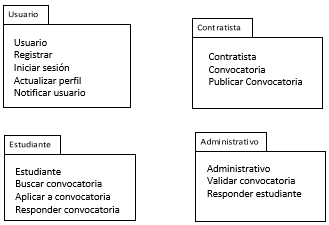 Usuario
Usuario
Registrar
Iniciar sesión
Actualizar perfil
Notificar usuario
Contratista
Contratista
Convocatoria
Publicar Convocatoria
Estudiante
Estudiante
Buscar convocatoria
Aplicar a convocatoria
Responder convocatoria
Administrativo
Administrativo
Validar convocatoria
Responder estudiante